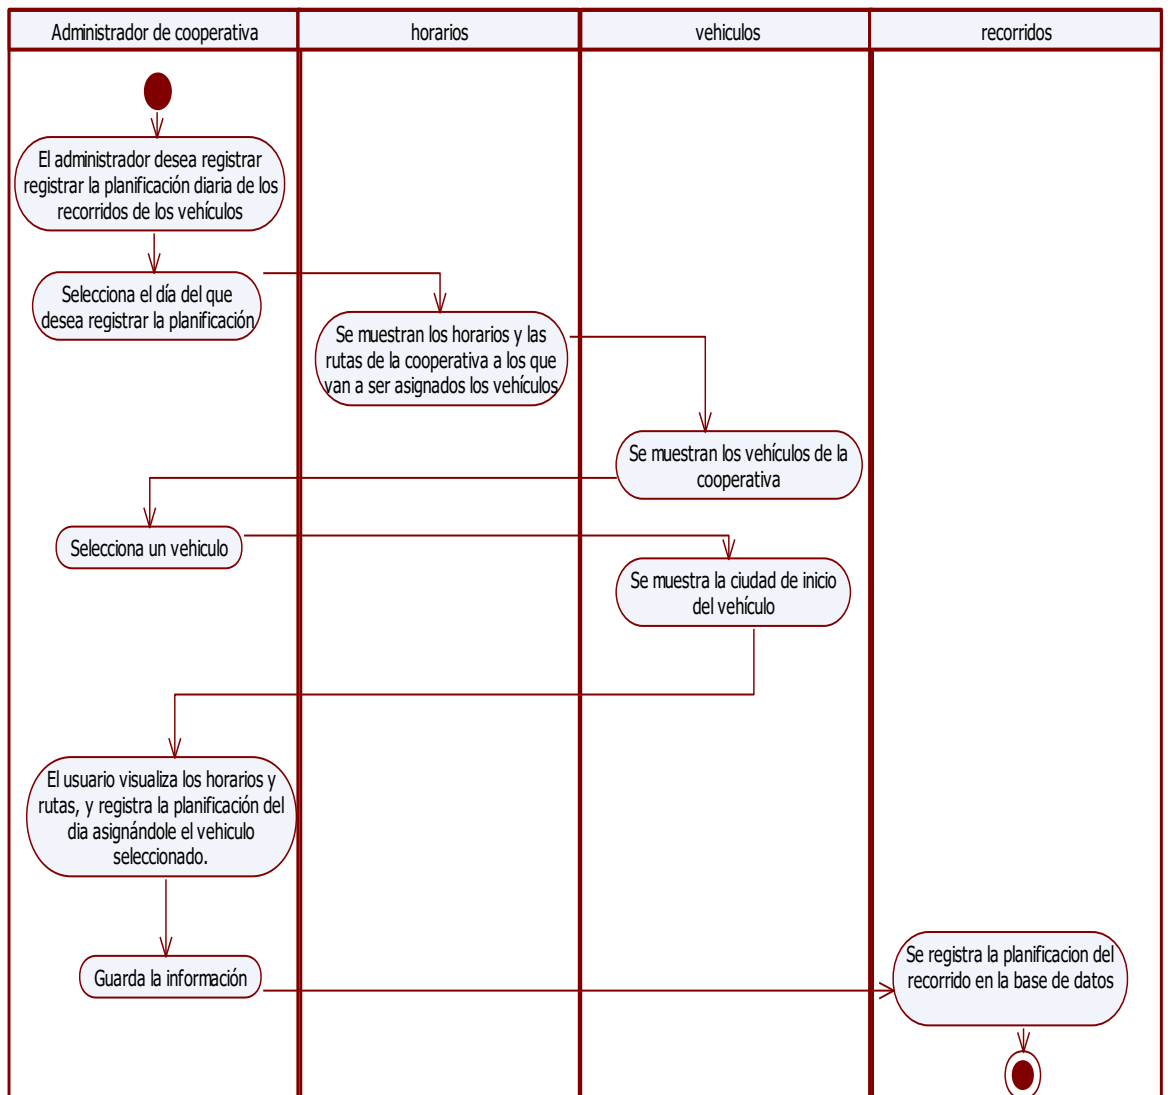 Administrador de cooperativa
horarios
vehiculos
recorridos
El administrador desea registrar
registrar la planificación diaria de los
recorridos de los vehículos
Selecciona el día del que
desea registrar la planificación
Se muestran los horarios y las
rutas de la cooperativa a los que
van a ser asignados los vehículos
Se muestran los vehículos de la
cooperativa
Selecciona un vehiculo
Se muestra la ciudad de inicio
del vehículo
El usuario visualiza los horarios y
rutas, y registra la planificación del
dia asignándole el vehiculo
seleccionado.
Guarda la información
Se registra la planificacion del
recorrido en la base de datos